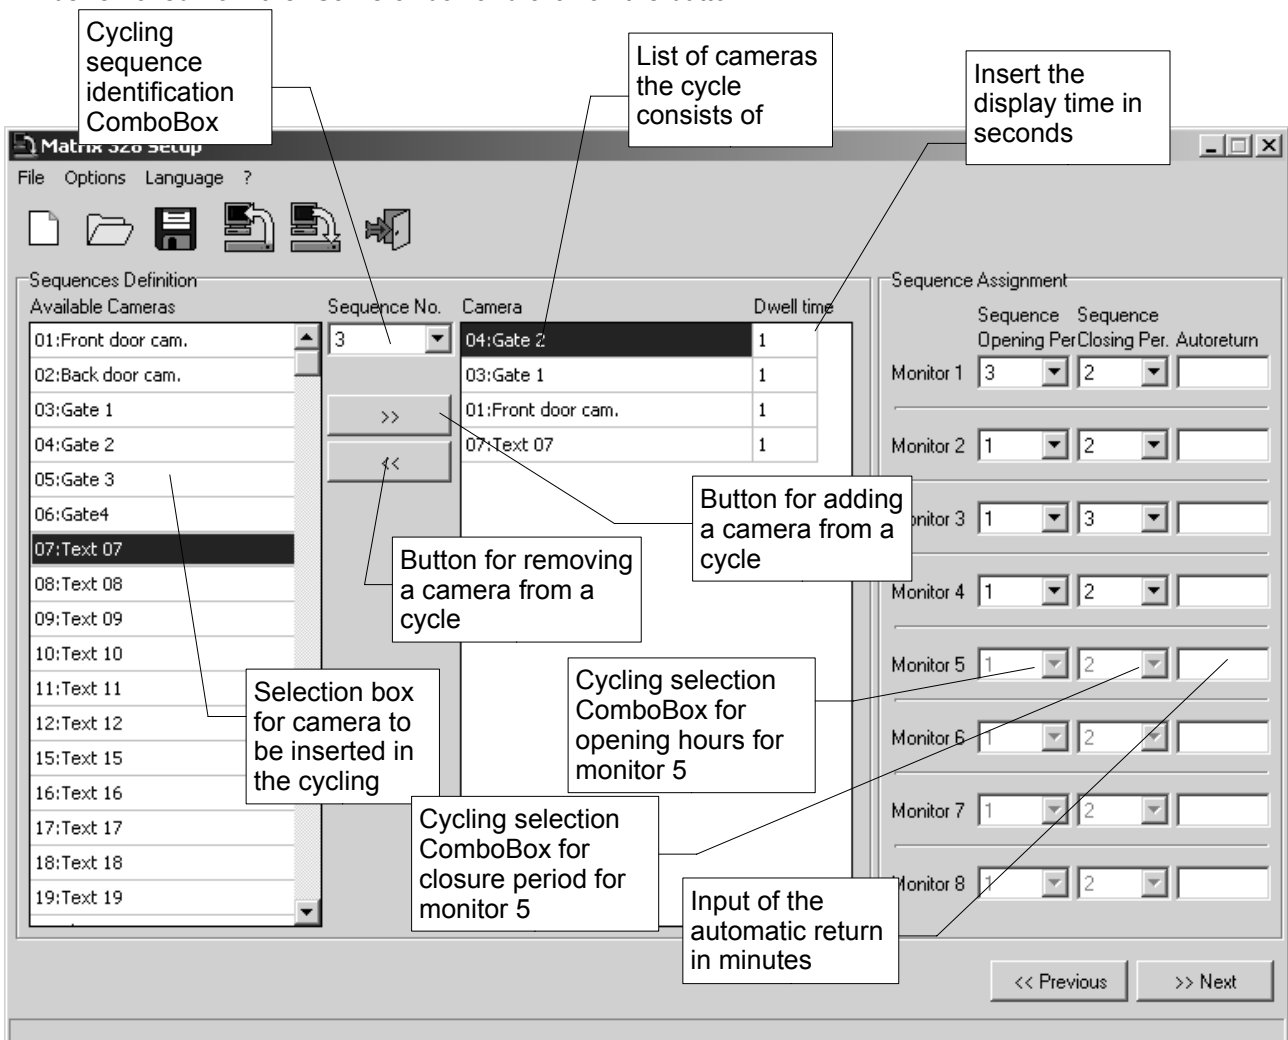 Cycling
sequence
identification
ComboBox
List of cameras
the cycle
consists of
Insert the
display time in
seconds
Matrix 328 Setup
File Options Language ?
Sequences Definition
Available Cameras
Sequence No.
Camera
Dwell time
01:Front door cam.
02:Back door cam.
03:Gate 1
04:Gate 2
05:Gate 3
06:Gate4
07:Text 07
08:Text 08
09:Text 09
10:Text 10
11:Text 11
12:Text 12
15:Text 15
16:Text 16
17:Text 17
18:Text 18
19:Text 19
3
>>
<<
04:Gate 2 1
03:Gate 1 1
01:Front door cam. 1
07:Text 07 1
Button for adding
a camera from a
cycle
Button for removing
a camera from a
cycle
Selection box
for camera to
be inserted in
the cycling
Cycling selection
ComboBox for
opening hours for
monitor 5
Cycling selection
ComboBox for
closure period for
monitor 5
Input of the
automatic return
in minutes
Sequence Assignment
Sequence Sequence
Opening Per Closing Per. Autoreturn
Monitor 1 3 2
Monitor 2 1 2
Monitor 3 1 3
Monitor 4 1 2
Monitor 5 1 2
Monitor 6 1 2
Monitor 7 1 2
Monitor 8 1 2
<< Previous
>> Next